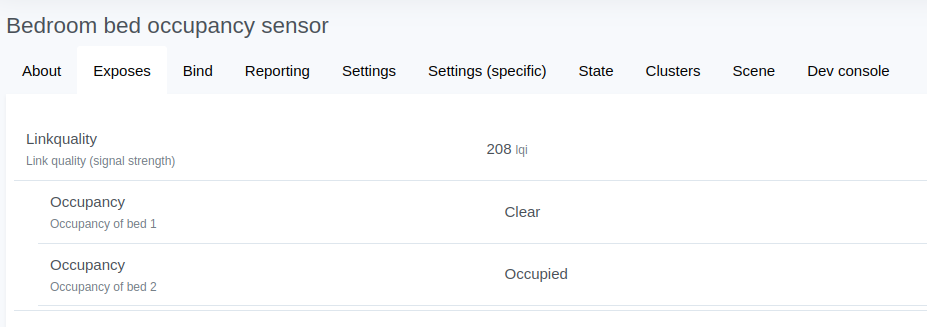 Bedroom bed occupancy sensor
About Exposes Bind Reporting Settings Settings (specific) State Clusters Scene Dev console
Linkquality
Link quality (signal strength)
208 lqi
Occupancy
Occupancy of bed 1
Clear
Occupancy
Occupancy of bed 2
Occupied